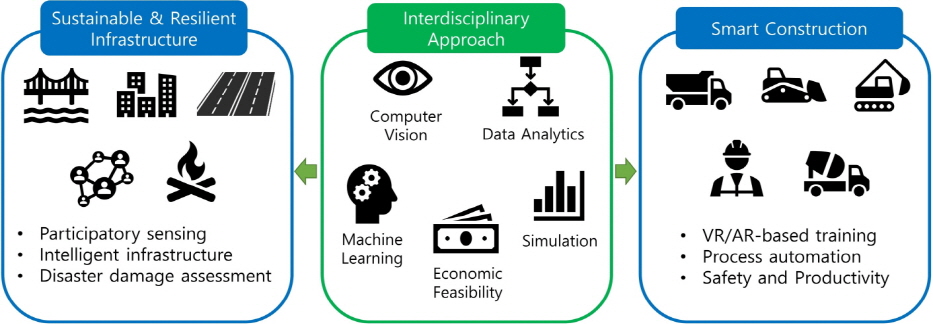 Sustainable & Resilient
Infrastructure
Participatory sensing
Intelligent infrastructure
Disaster damage assessment
Interdisciplinary
Approach
Computer
Vision
Data Analytics
Machine
Learning
Economic
Feasibility
Simulation
Smart Construction
VR/AR-based training
Process automation
Safety and Productivity